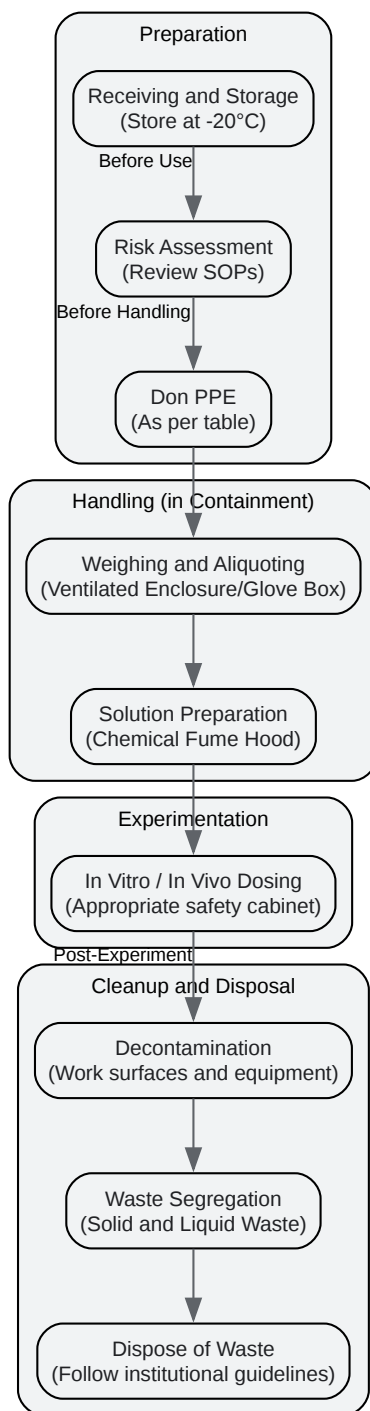 Preparation
Receiving and Storage
(Store at -20°C)
Before Use
Risk Assessment
(Review SOPs)
Before Handling
Don PPE
(As per table)
Handling (in Containment)
Weighing and Aliquoting
(Ventilated Enclosure/Glove Box)
Solution Preparation
(Chemical Fume Hood)
Experimentation
In Vitro / In Vivo Dosing
(Appropriate safety cabinet)
Post-Experiment
Cleanup and Disposal
Decontamination
(Work surfaces and equipment)
Waste Segregation
(Solid and Liquid Waste)
Dispose of Waste
(Follow institutional guidelines)